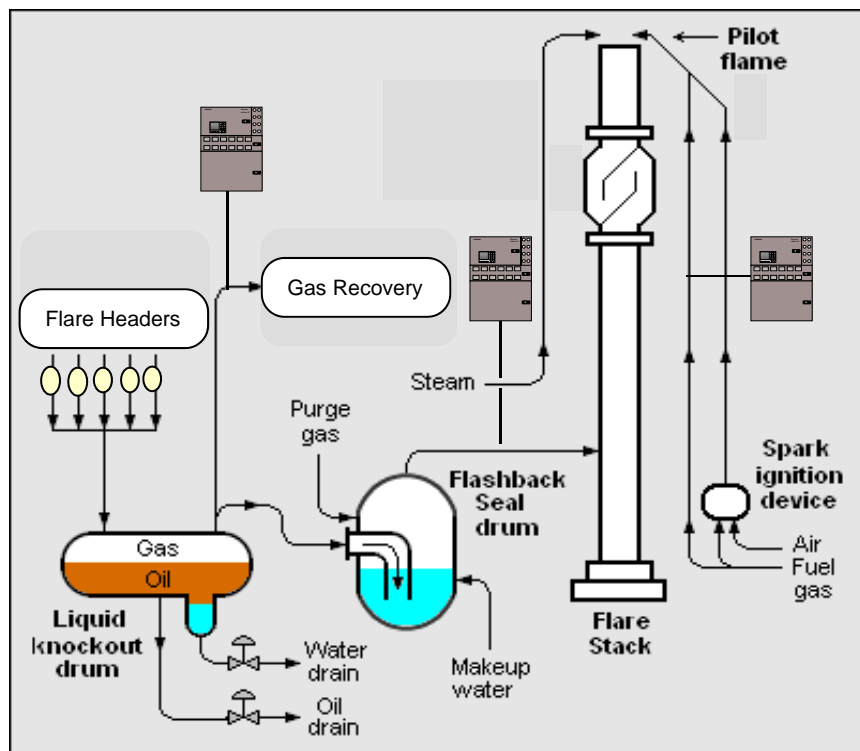 Pilot
flame
Gas Recovery
Flare Headers
Steam
Purge
gas
Flashback
Seal
drum
Spark
ignition
device
Air
Fuel
gas
Gas
Oil
Liquid
knockout
drum
Water
drain
Oil
drain
Makeup
water
Flare
Stack